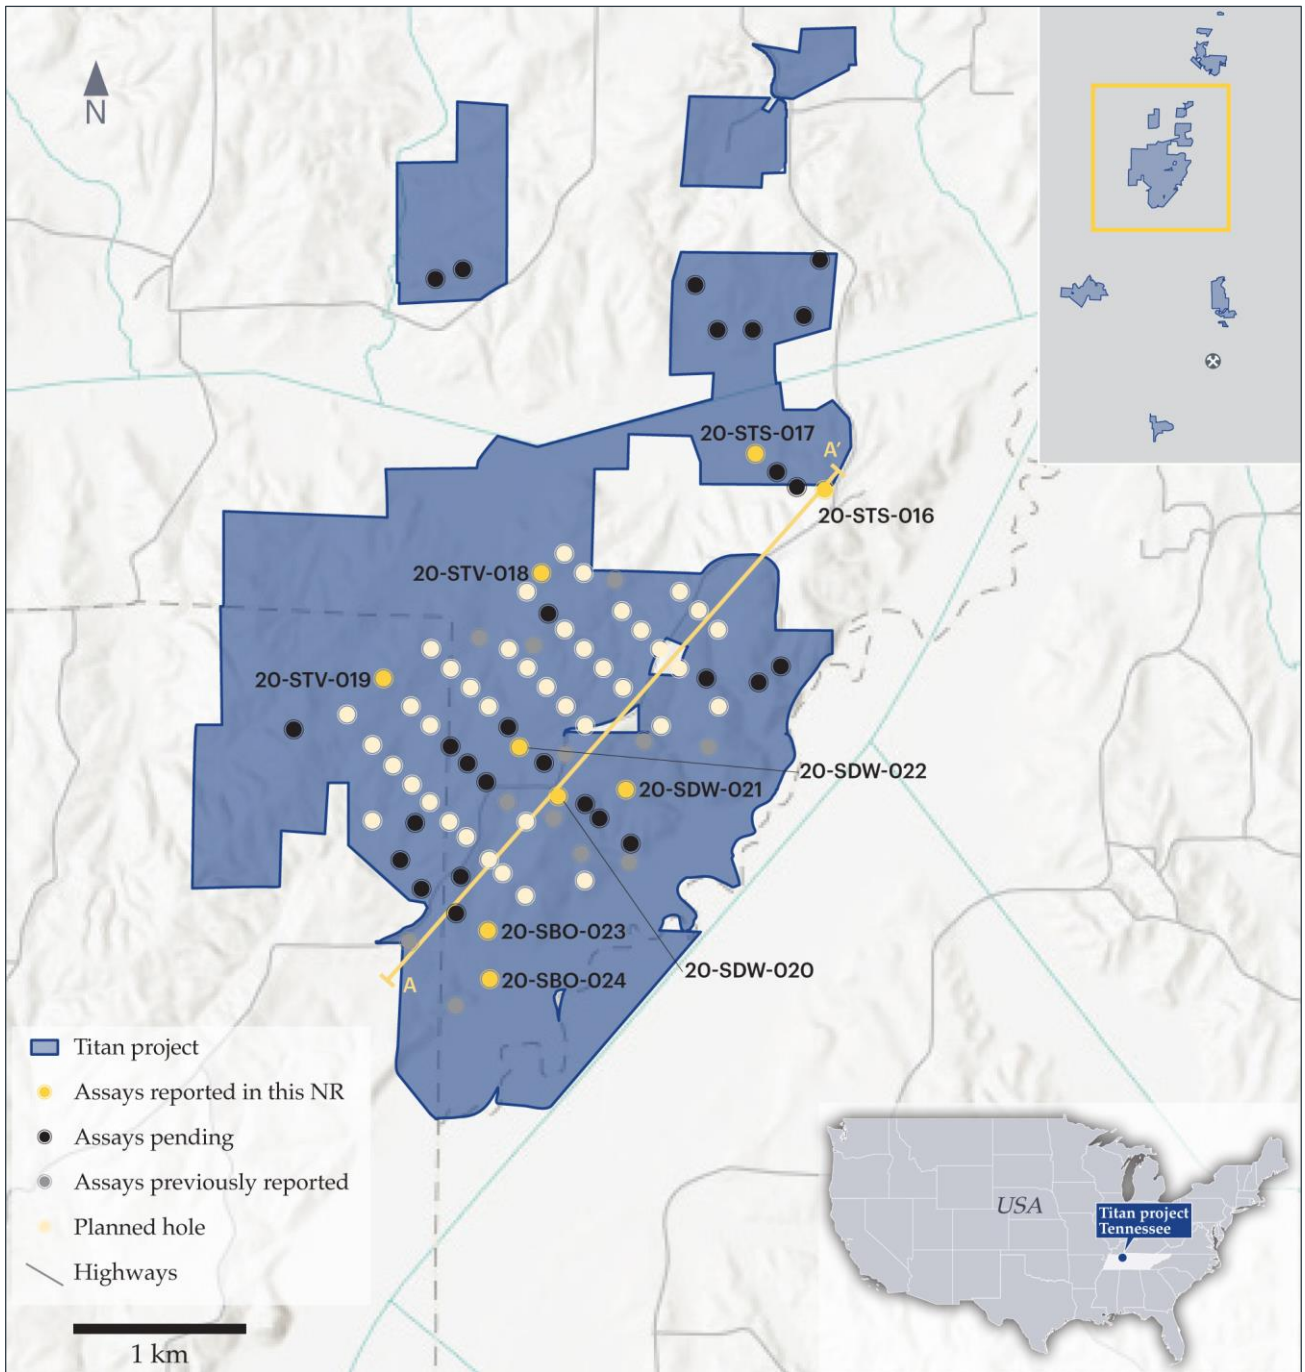 N
20-STS-017
A'
20-STS-016
20-STV-018
20-STV-019
20-SDW-022
20-SDW-021
20-SBO-023
20-SDW-020
20-SBO-024
A
Titan project
Assays reported in this NR
Assays pending
Assays previously reported
Planned hole
Highways
1 km
USA
Titan project
Tennessee